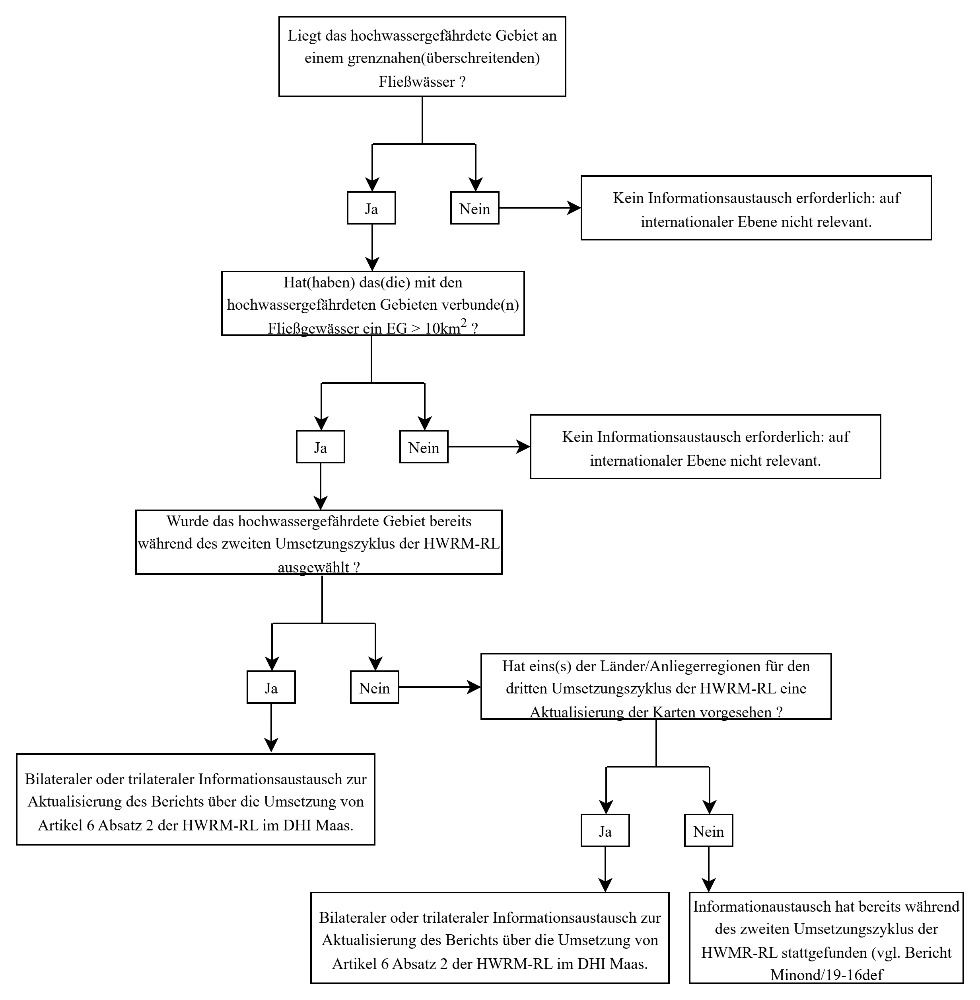 Liegt das hochwassergefährdete Gebiet an
einem grenznahen(überschreitenden)
Fließwässer ?
Ja
Nein
Kein Informationsaustausch erforderlich: auf
internationaler Ebene nicht relevant.
Hat(haben) das(die) mit den
hochwassergefährdeten Gebieten verbunde(n)
Fließgewässer ein EG > 10km² ?
Ja
Nein
Kein Informationsaustausch erforderlich: auf
internationaler Ebene nicht relevant.
Wurde das hochwassergefährdete Gebiet bereits
während des zweiten Umsetzungszyklus der HWRM-RL
ausgewählt ?
Ja
Nein
Hat eins(s) der Länder/Anliegerregionen für den
dritten Umsetzungszyklus der HWRM-RL eine
Aktualisierung der Karten vorgesehen ?
Bilateraler oder trilateraler Informationsaustausch zur
Aktualisierung des Berichts über die Umsetzung von
Artikel 6 Absatz 2 der HWRM-RL im DHI Maas.
Ja
Nein
Bilateraler oder trilateraler Informationsaustausch zur
Aktualisierung des Berichts über die Umsetzung von
Artikel 6 Absatz 2 der HWRM-RL im DHI Maas.
Informationaustausch hat bereits während
des zweiten Umsetzungszyklus der
HWMR-RL stattgefunden (vgl. Bericht
Minond/19-16def